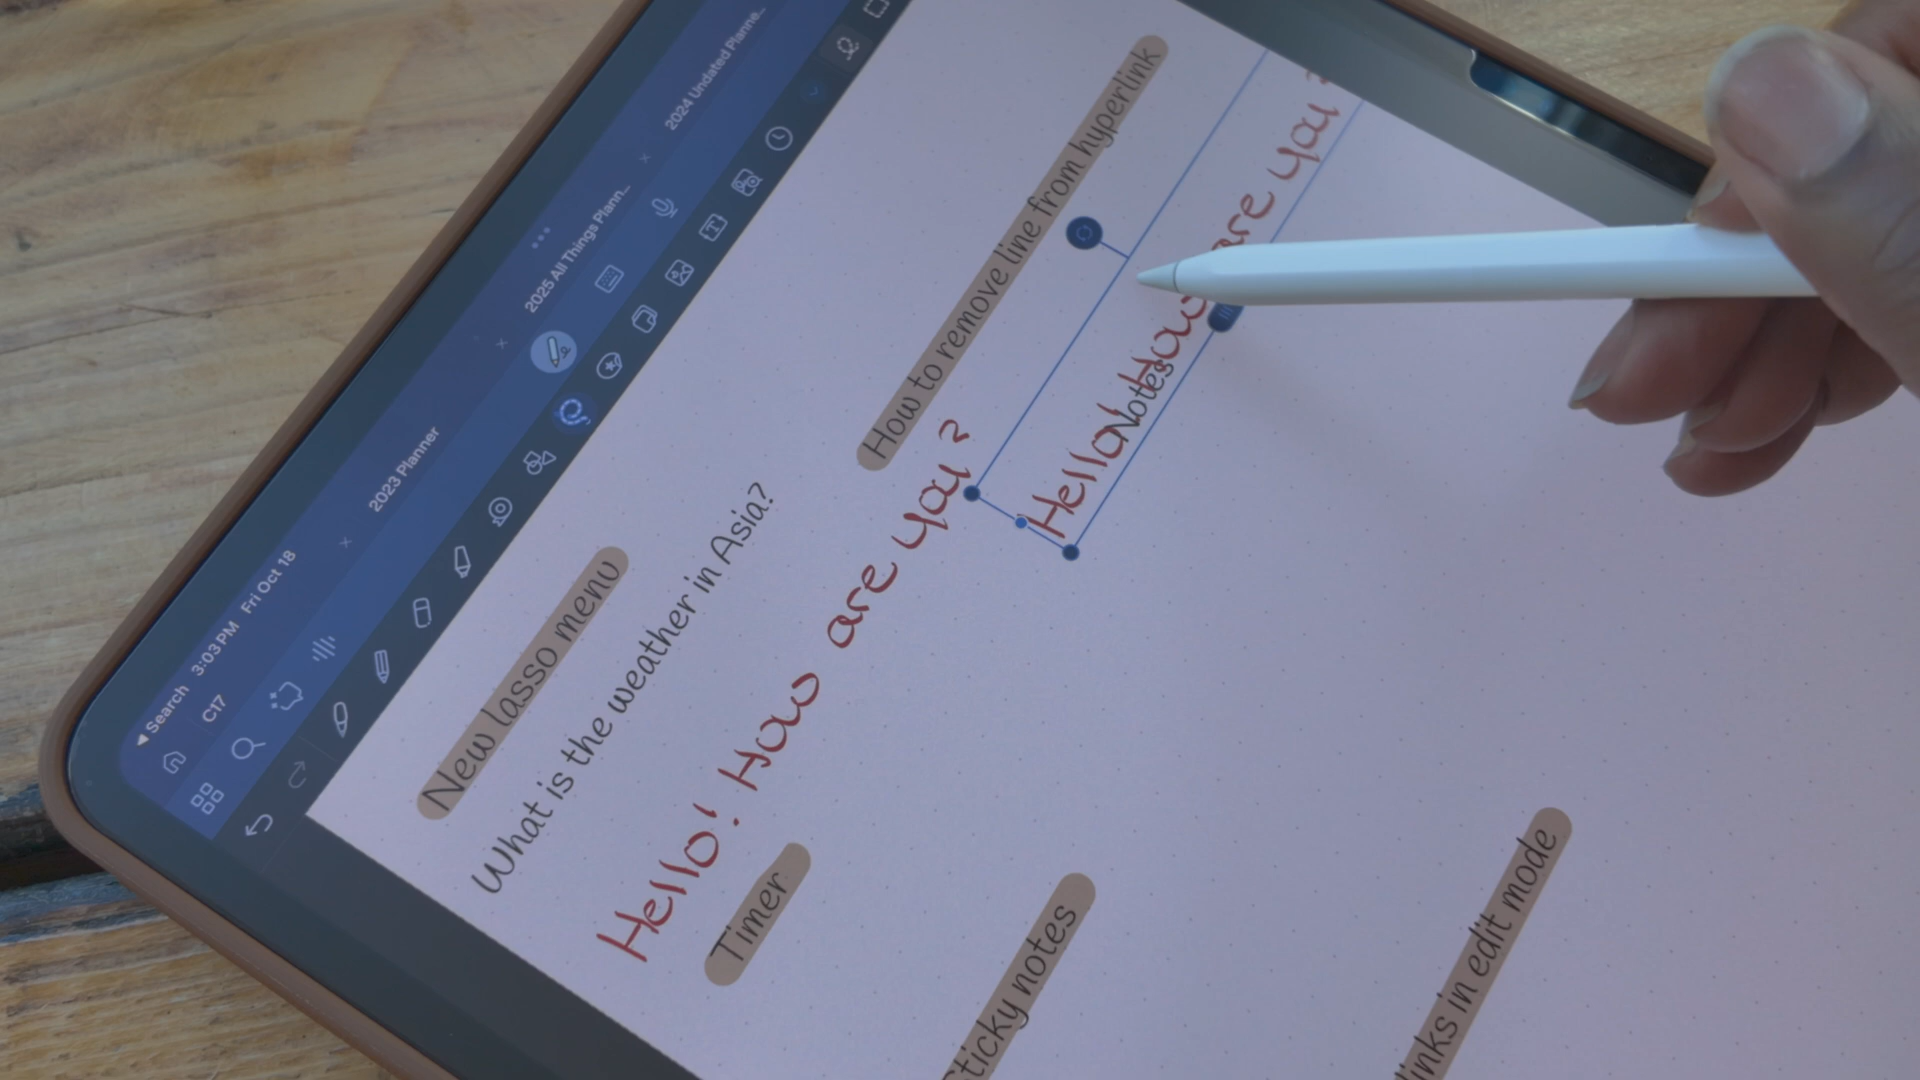 Search 3:03 PM Fri Oct 18
C17
2023 Planner
2025 All Things Plann...
2024 Undated Planne...
New lasso menu
What is the weather in Asia?
Hello! How are you?
How to remove line from hyperlink
Timer
Hello! How are you?
Notes
Sticky notes
links in edit mode